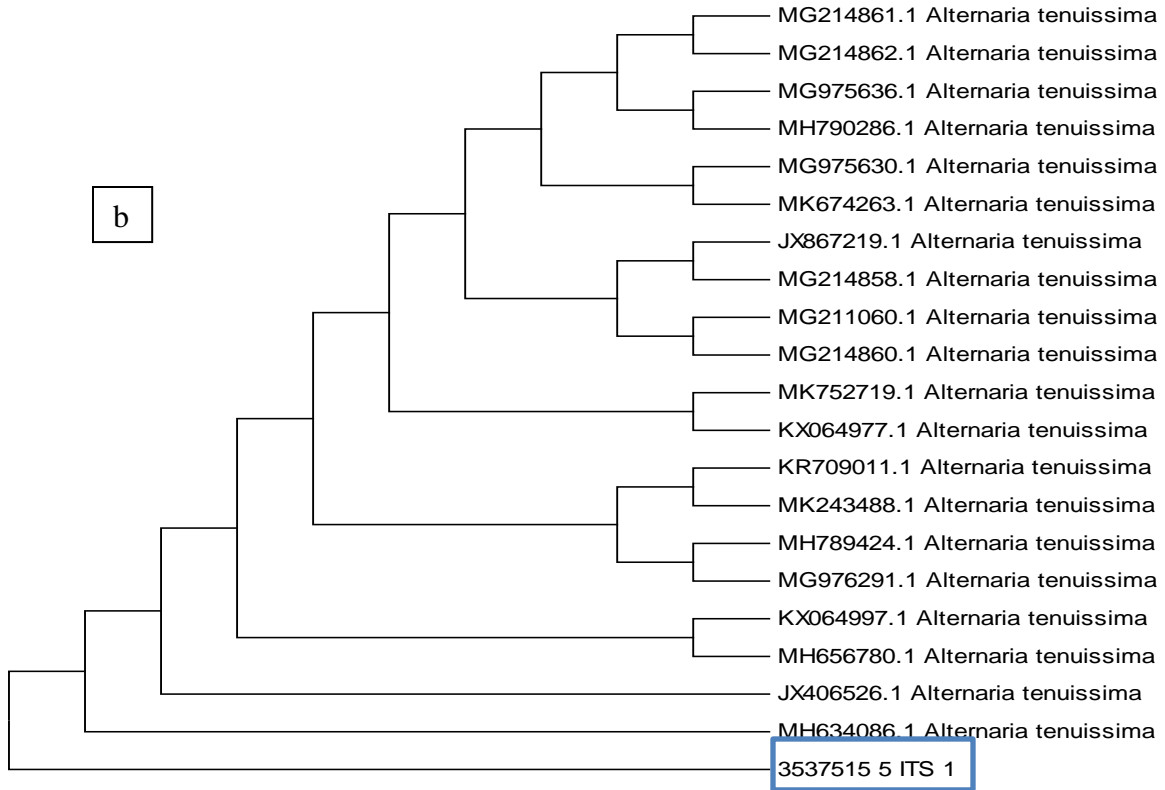 MG214861.1 Alternaria tenuissima
MG214862.1 Alternaria tenuissima
MG975636.1 Alternaria tenuissima
MH790286.1 Alternaria tenuissima
MG975630.1 Alternaria tenuissima
MK674263.1 Alternaria tenuissima
b
JX867219.1 Alternaria tenuissima
MG214858.1 Alternaria tenuissima
MG211060.1 Alternaria tenuissima
MG214860.1 Alternaria tenuissima
MK752719.1 Alternaria tenuissima
KX064977.1 Alternaria tenuissima
KR709011.1 Alternaria tenuissima
MK243488.1 Alternaria tenuissima
MH789424.1 Alternaria tenuissima
MG976291.1 Alternaria tenuissima
KX064997.1 Alternaria tenuissima
MH656780.1 Alternaria tenuissima
JX406526.1 Alternaria tenuissima
MH634086.1 Alternaria tenuissima
3537515 5 ITS 1